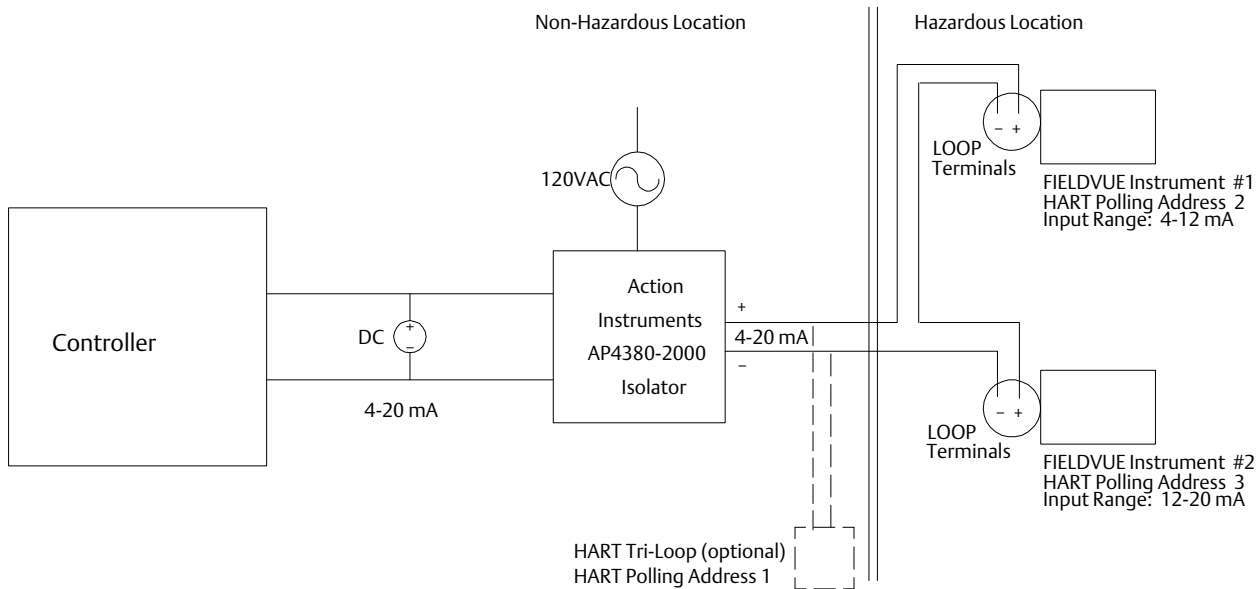 Non-Hazardous Location
Hazardous Location
120VAC
− +
LOOP
Terminals
FIELDVUE Instrument #1
HART Polling Address 2
Input Range: 4-12 mA
Controller
DC
+
−
4-20 mA
Action
Instruments
AP4380-2000
Isolator
+
4-20 mA
−
− +
LOOP
Terminals
FIELDVUE Instrument #2
HART Polling Address 3
Input Range: 12-20 mA
HART Tri-Loop (optional)
HART Polling Address 1